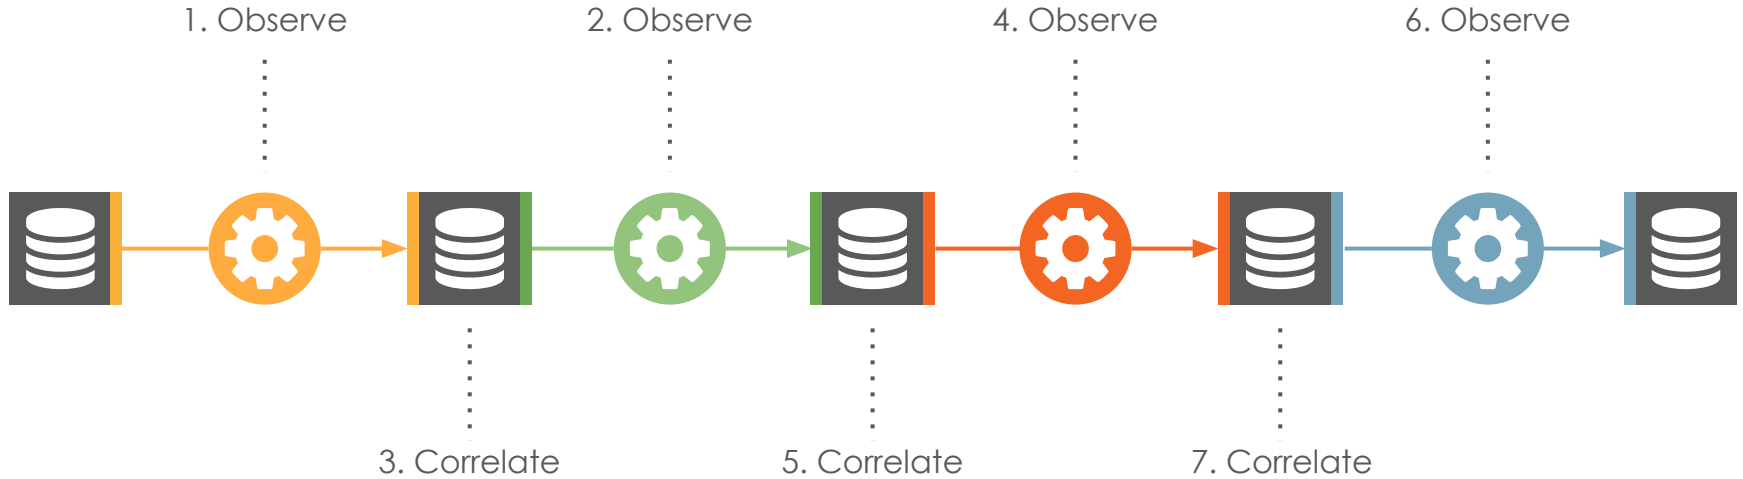 1. Observe
2. Observe
4. Observe
6. Observe
3. Correlate
5. Correlate
7. Correlate